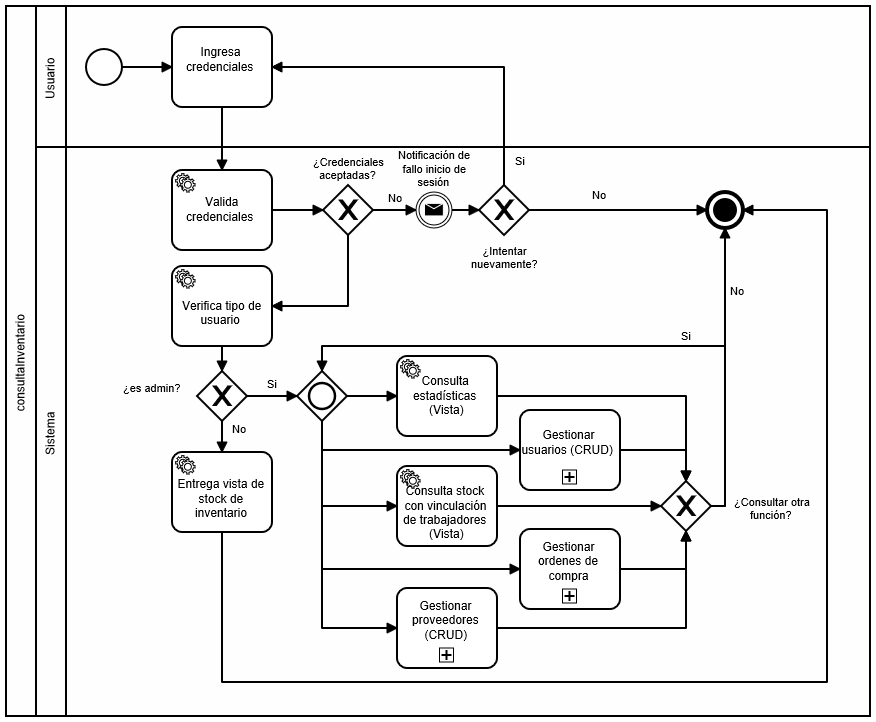 consultaInventario
Usuario
Ingresa
credenciales
Sistema
Valida
credenciales
¿Credenciales
aceptadas?
No
Notificación de
fallo inicio de
sesión
Si
¿Intentar
nuevamente?
No
Verifica tipo de
usuario
¿es admin?
Si
No
Entrega vista de
stock de
inventario
Si
No
Consulta
estadísticas
(Vista)
Gestionar
usuarios (CRUD)
Consulta stock
con vinculación
de trabajadores
(Vista)
¿Consultar otra
función?
Gestionar
ordenes de
compra
Gestionar
proveedores
(CRUD)